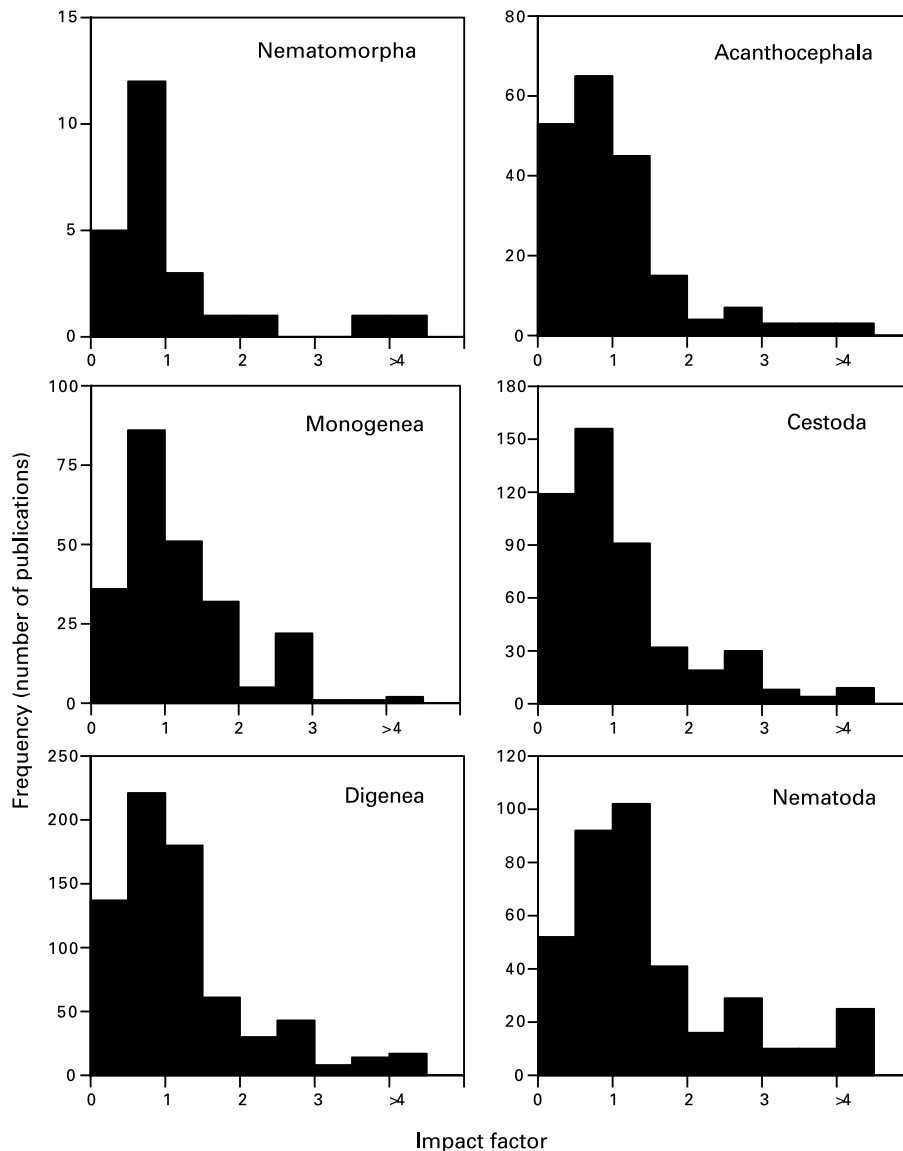 Nematomorpha
15
10
5
0
0 1 2 3 >4
Acanthocephala
80
60
40
20
0
0 1 2 3 >4
Monogenea
100
75
50
25
0
0 1 2 3 >4
Cestoda
180
150
120
90
60
30
0
0 1 2 3 >4
Digenea
250
200
150
100
50
0
0 1 2 3 >4
Nematoda
120
100
80
60
40
20
0
0 1 2 3 >4
Frequency (number of publications)
Impact factor